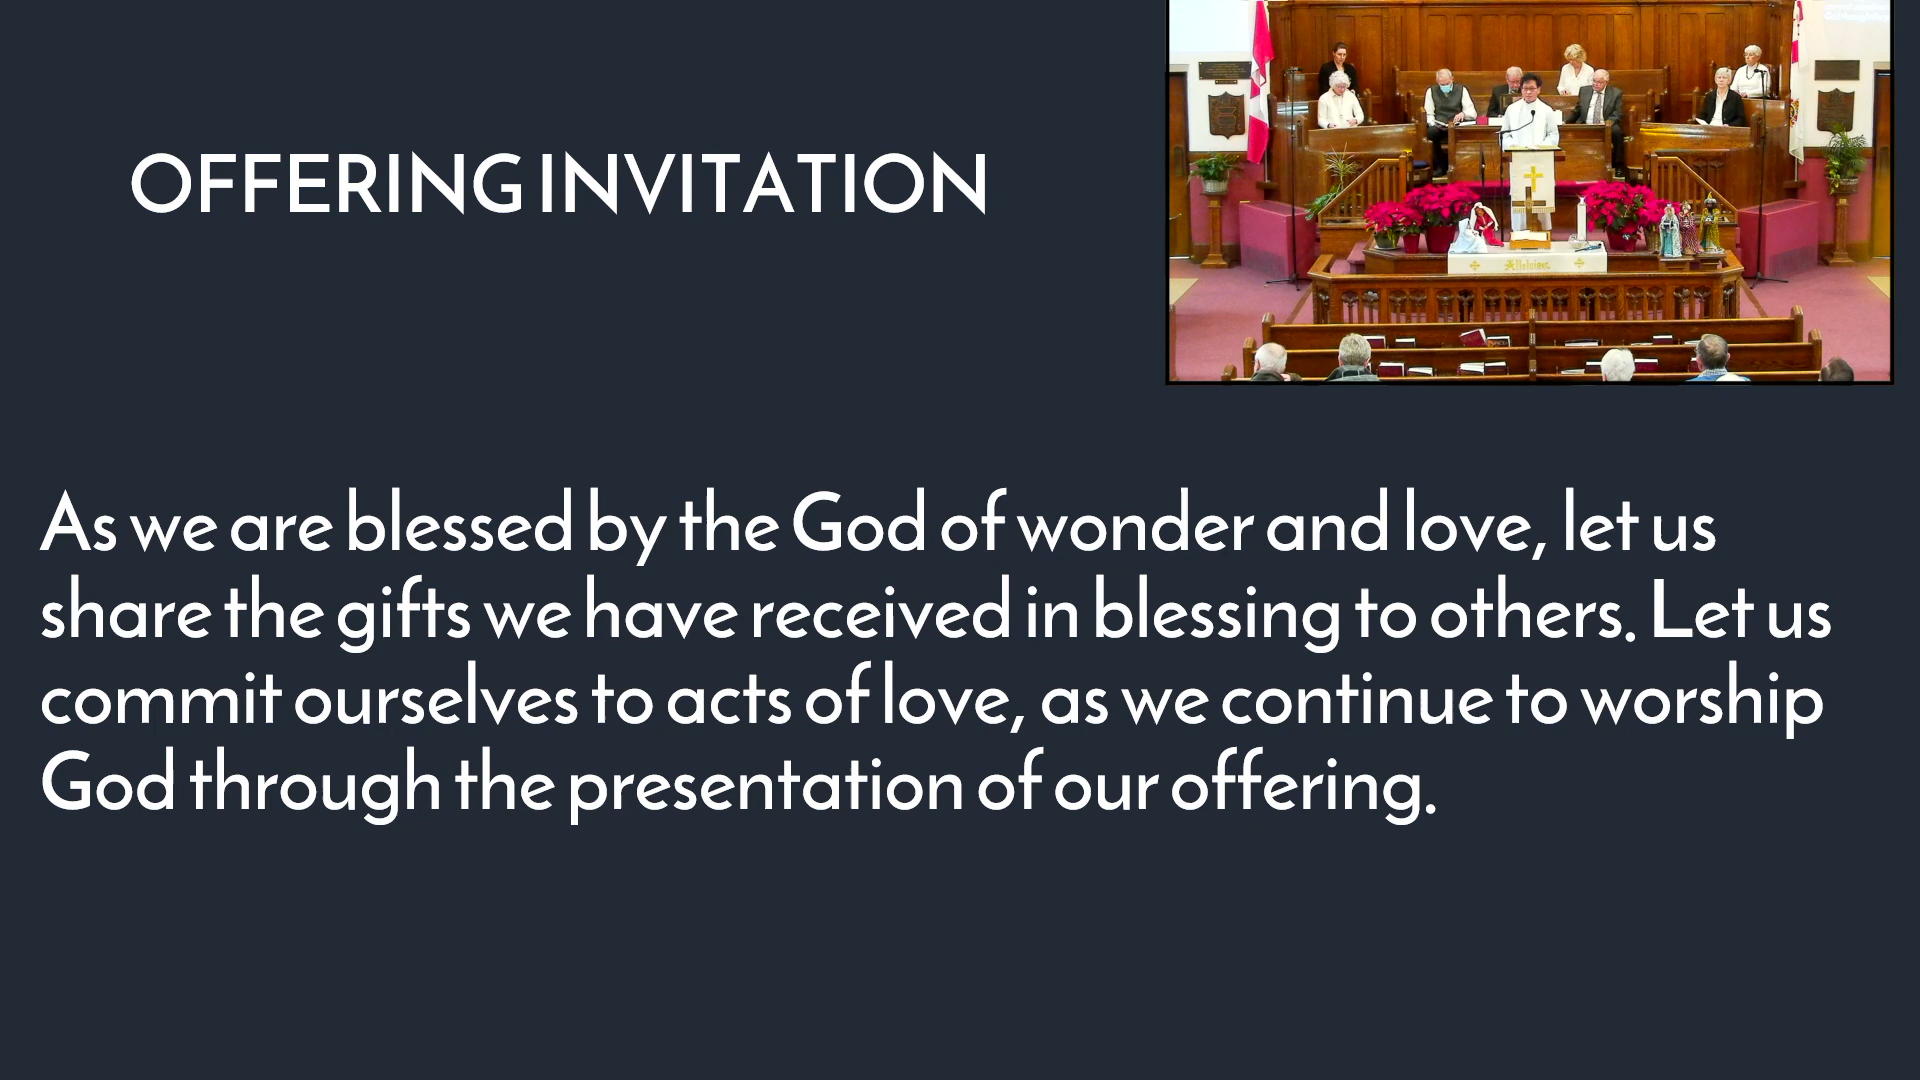 OFFERING INVITATION
As we are blessed by the God of wonder and love, let us
share the gifts we have received in blessing to others. Let us
commit ourselves to acts of love, as we continue to worship
God through the presentation of our offering.
Alleluia